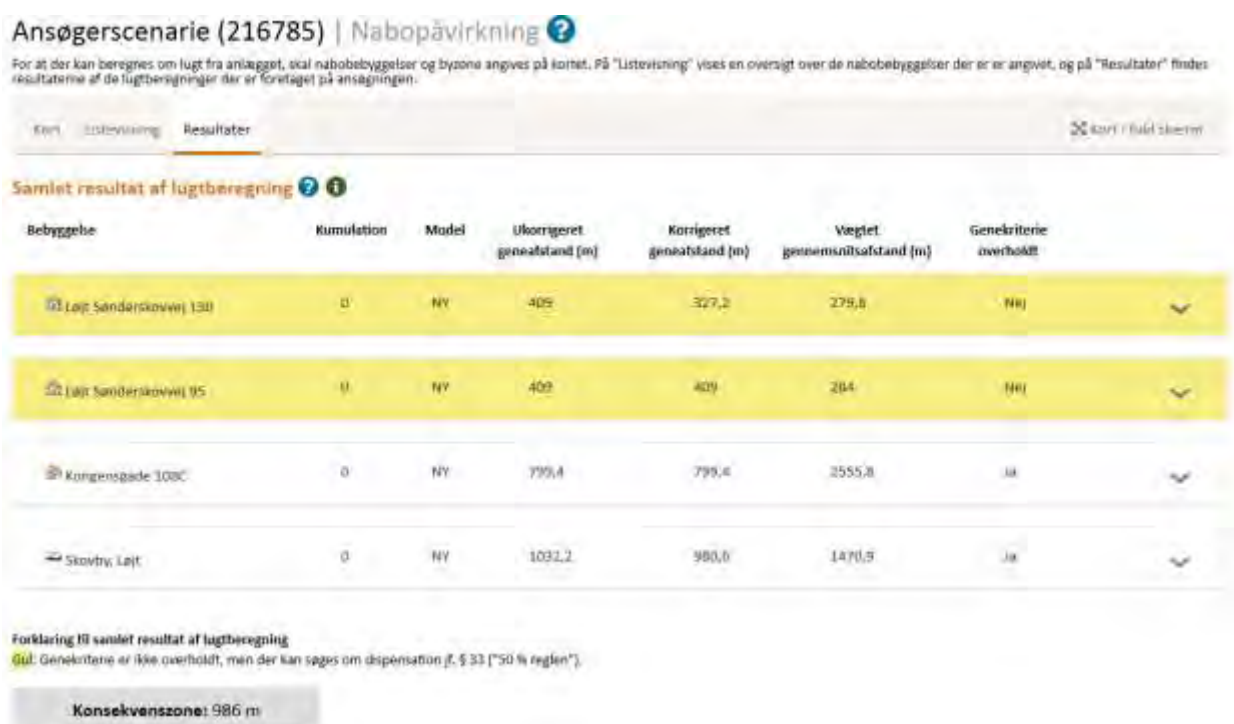 Ansøgerscenarie (216785) | Nabopåvirkning ?
For at der kan beregnes om lugt fra anlægget, skal nabobebyggelser og byzone angives på kortet. På "Listevisning" vises en oversigt over de nabobebyggelser der er er angivet, og på "Resultater" findes
resultaterne af de lugtberegninger der er foretaget på ansøgningen.
Kort Listevisning Resultater Kort i fuld skærm
Samlet resultat af lugtberegning ? i
Bebyggelse Kumulation Model Ukorrigeret Korrigeret Vægtet Genekriterie
geneafstand (m) geneafstand (m) gennemsnitsafstand (m) overholdt
Løjt Sønderskovvej 130 0 NY 409 327,2 279,8 Nej
Løjt Sønderskovvej 95 0 NY 409 409 284 Nej
Kongensgade 108C 0 NY 799,4 799,4 2555,8 Ja
Skovby, Løjt 0 NY 1032,2 980,6 1470,9 Ja
Forklaring til samlet resultat af lugtberegning
Gul: Genekriterie er ikke overholdt, men der kan søges om dispensation jf. § 33 ("50 % reglen").
Konsekvenszone: 986 m